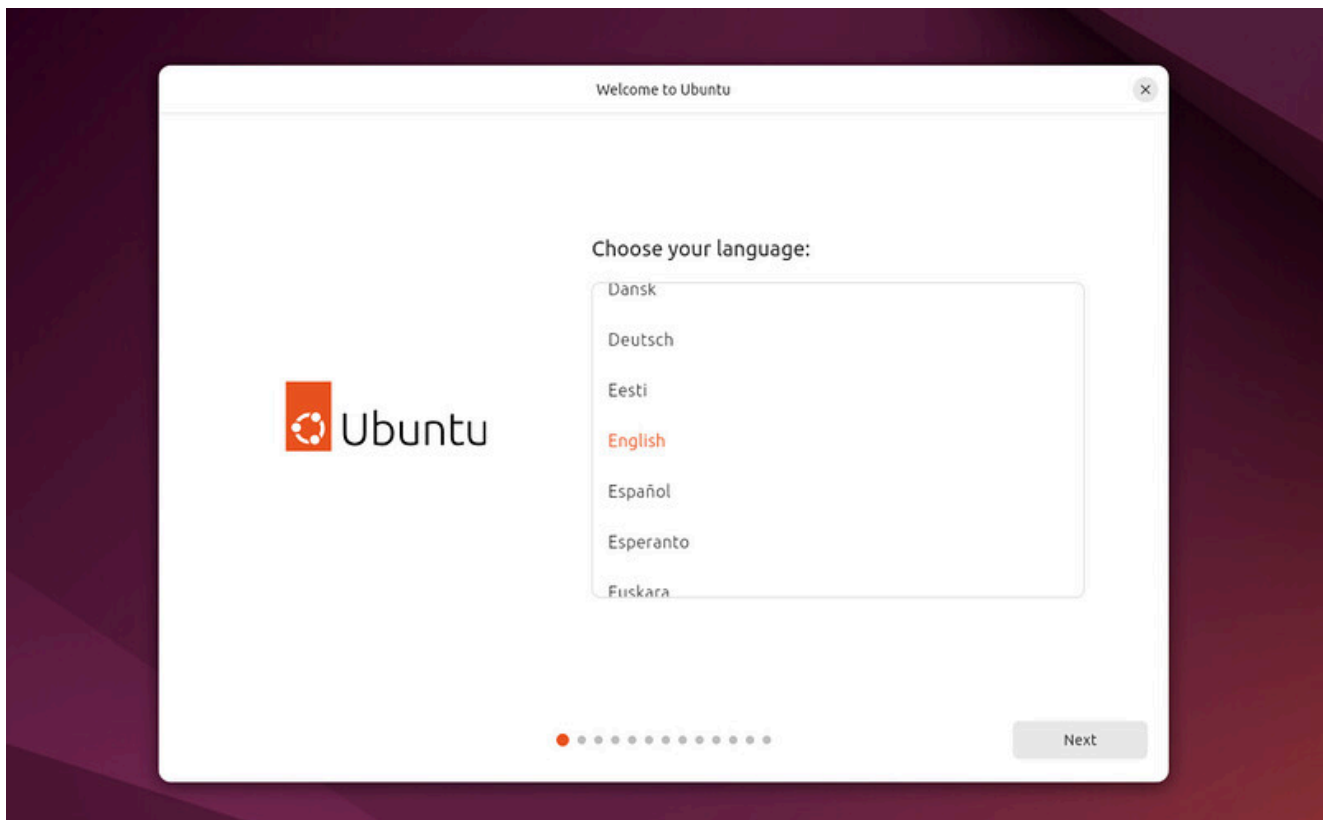 Welcome to Ubuntu
Choose your language:
Dansk
Deutsch
Eesti
English
Español
Esperanto
Euskara
Ubuntu
Next